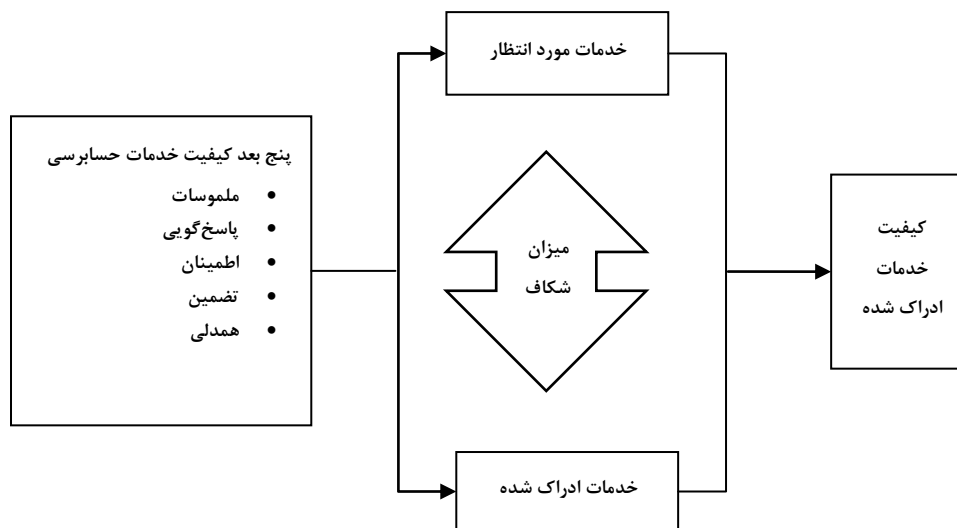 خدمات مورد انتظار
پنج بعد کیفیت خدمات حسابرسی
• ملموسات
• پاسخ‌گویی
• اطمینان
• تضمین
• همدلی
میزان
شکاف
کیفیت
خدمات
ادراک شده
خدمات ادراک شده